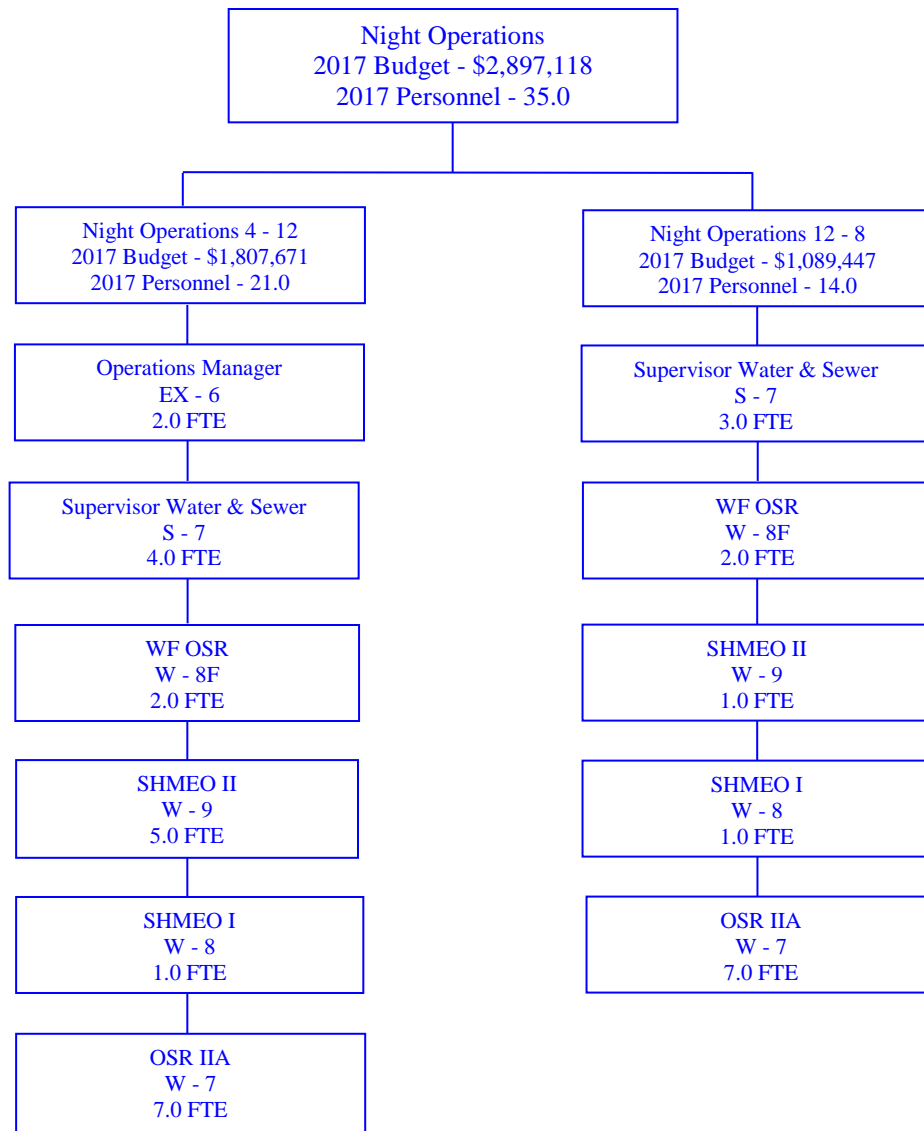 Night Operations
2017 Budget - $2,897,118
2017 Personnel - 35.0
Night Operations 4 - 12
2017 Budget - $1,807,671
2017 Personnel - 21.0
Operations Manager
EX - 6
2.0 FTE
Supervisor Water & Sewer
S - 7
4.0 FTE
WF OSR
W - 8F
2.0 FTE
SHMEO II
W - 9
5.0 FTE
SHMEO I
W - 8
1.0 FTE
OSR IIA
W - 7
7.0 FTE
Night Operations 12 - 8
2017 Budget - $1,089,447
2017 Personnel - 14.0
Supervisor Water & Sewer
S - 7
3.0 FTE
WF OSR
W - 8F
2.0 FTE
SHMEO II
W - 9
1.0 FTE
SHMEO I
W - 8
1.0 FTE
OSR IIA
W - 7
7.0 FTE